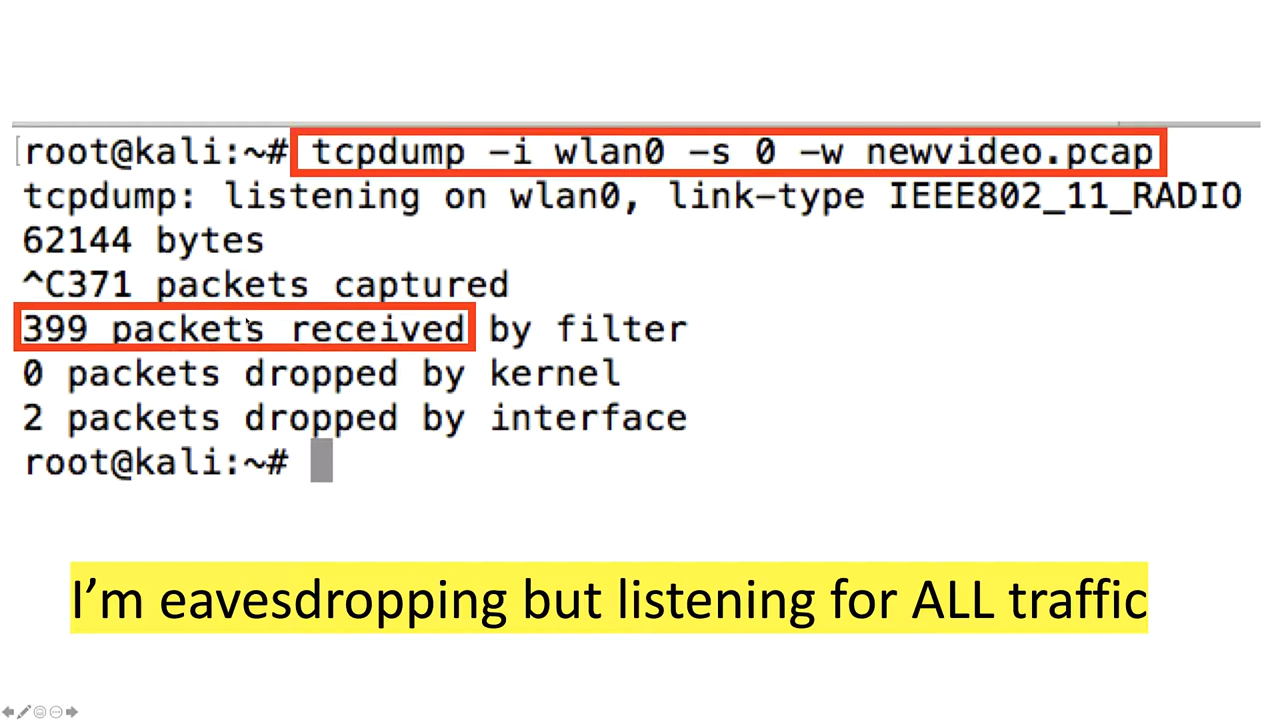 root@kali:~# tcpdump -i wlan0 -s 0 -w newvideo.pcap
tcpdump: listening on wlan0, link-type IEEE802_11_RADIO
62144 bytes
^C371 packets captured
399 packets received by filter
0 packets dropped by kernel
2 packets dropped by interface
root@kali:~#
I’m eavesdropping but listening for ALL traffic